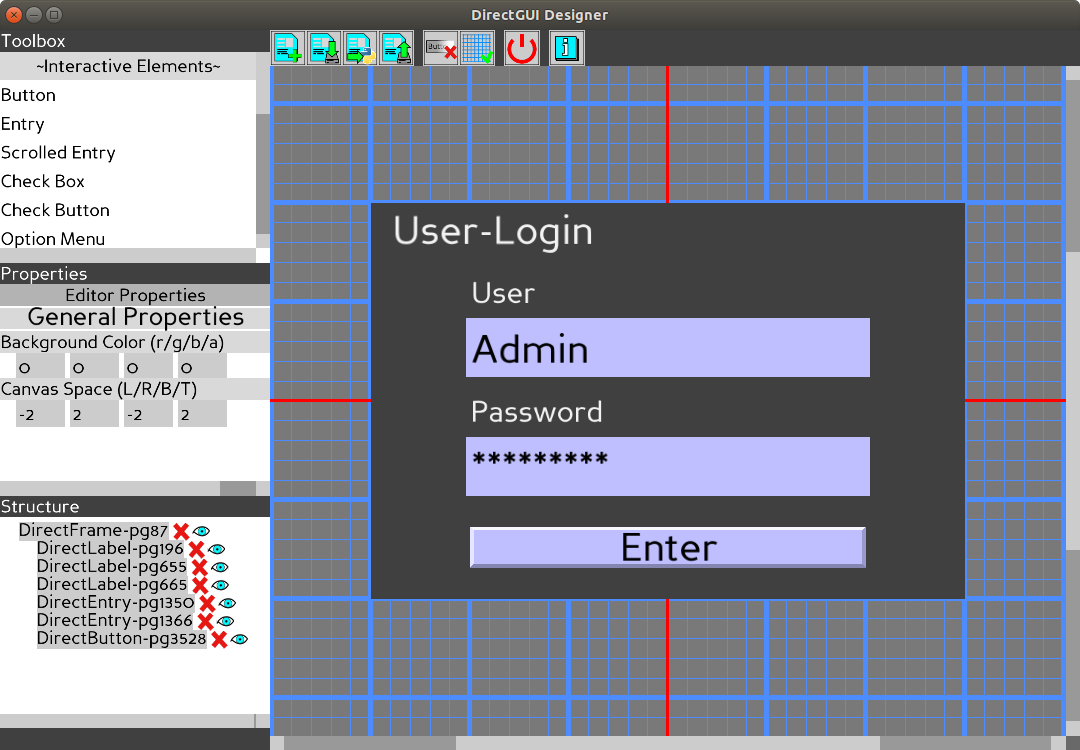 DirectGUI Designer
Toolbox
~Interactive Elements~
Button
Entry
Scrolled Entry
Check Box
Check Button
Option Menu
Properties
Editor Properties
General Properties
Background Color (r/g/b/a)
0 0 0 0
Canvas Space (L/R/B/T)
-2 2 -2 2
Structure
DirectFrame-pg87
DirectLabel-pg196
DirectLabel-pg655
DirectLabel-pg665
DirectEntry-pg1350
DirectEntry-pg1366
DirectButton-pg3528
User-Login
User
Admin
Password
*********
Enter